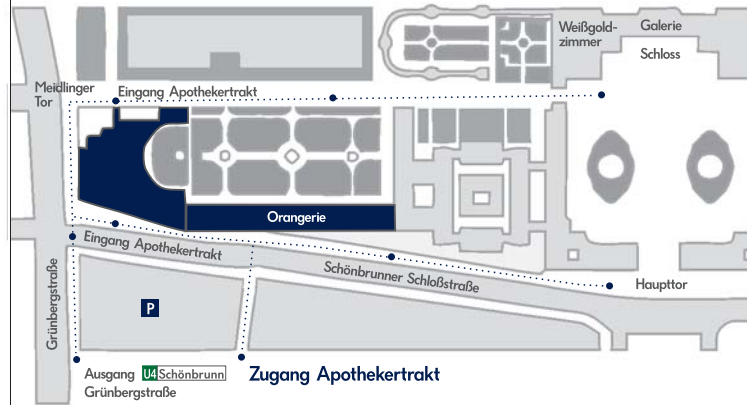 Weißgold-
zimmer
Galerie
Schloss
Meidlinger
Tor
Eingang Apothekertrakt
Orangerie
Eingang Apothekertrakt
Schönbrunner Schloßstraße
Haupttor
Grünbergstraße
P
Ausgang U4 Schönbrunn
Grünbergstraße
Zugang Apothekertrakt